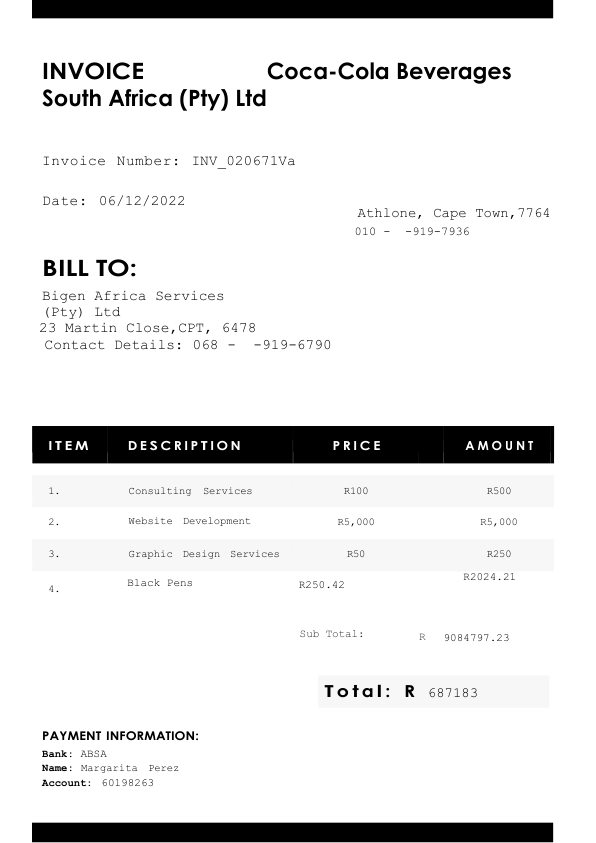 INVOICE Coca-Cola Beverages
South Africa (Pty) Ltd
Invoice Number: INV_020671Va
Date: 06/12/2022
Athlone, Cape Town,7764
010 - -919-7936
BILL TO:
Bigen Africa Services
(Pty) Ltd
23 Martin Close,CPT, 6478
Contact Details: 068 - -919-6790
ITEM DESCRIPTION PRICE AMOUNT
1. Consulting Services R100 R500
2. Website Development R5,000 R5,000
3. Graphic Design Services R50 R250
4. Black Pens R250.42 R2024.21
Sub Total: R 9084797.23
Total: R 687183
PAYMENT INFORMATION:
Bank: ABSA
Name: Margarita Perez
Account: 60198263